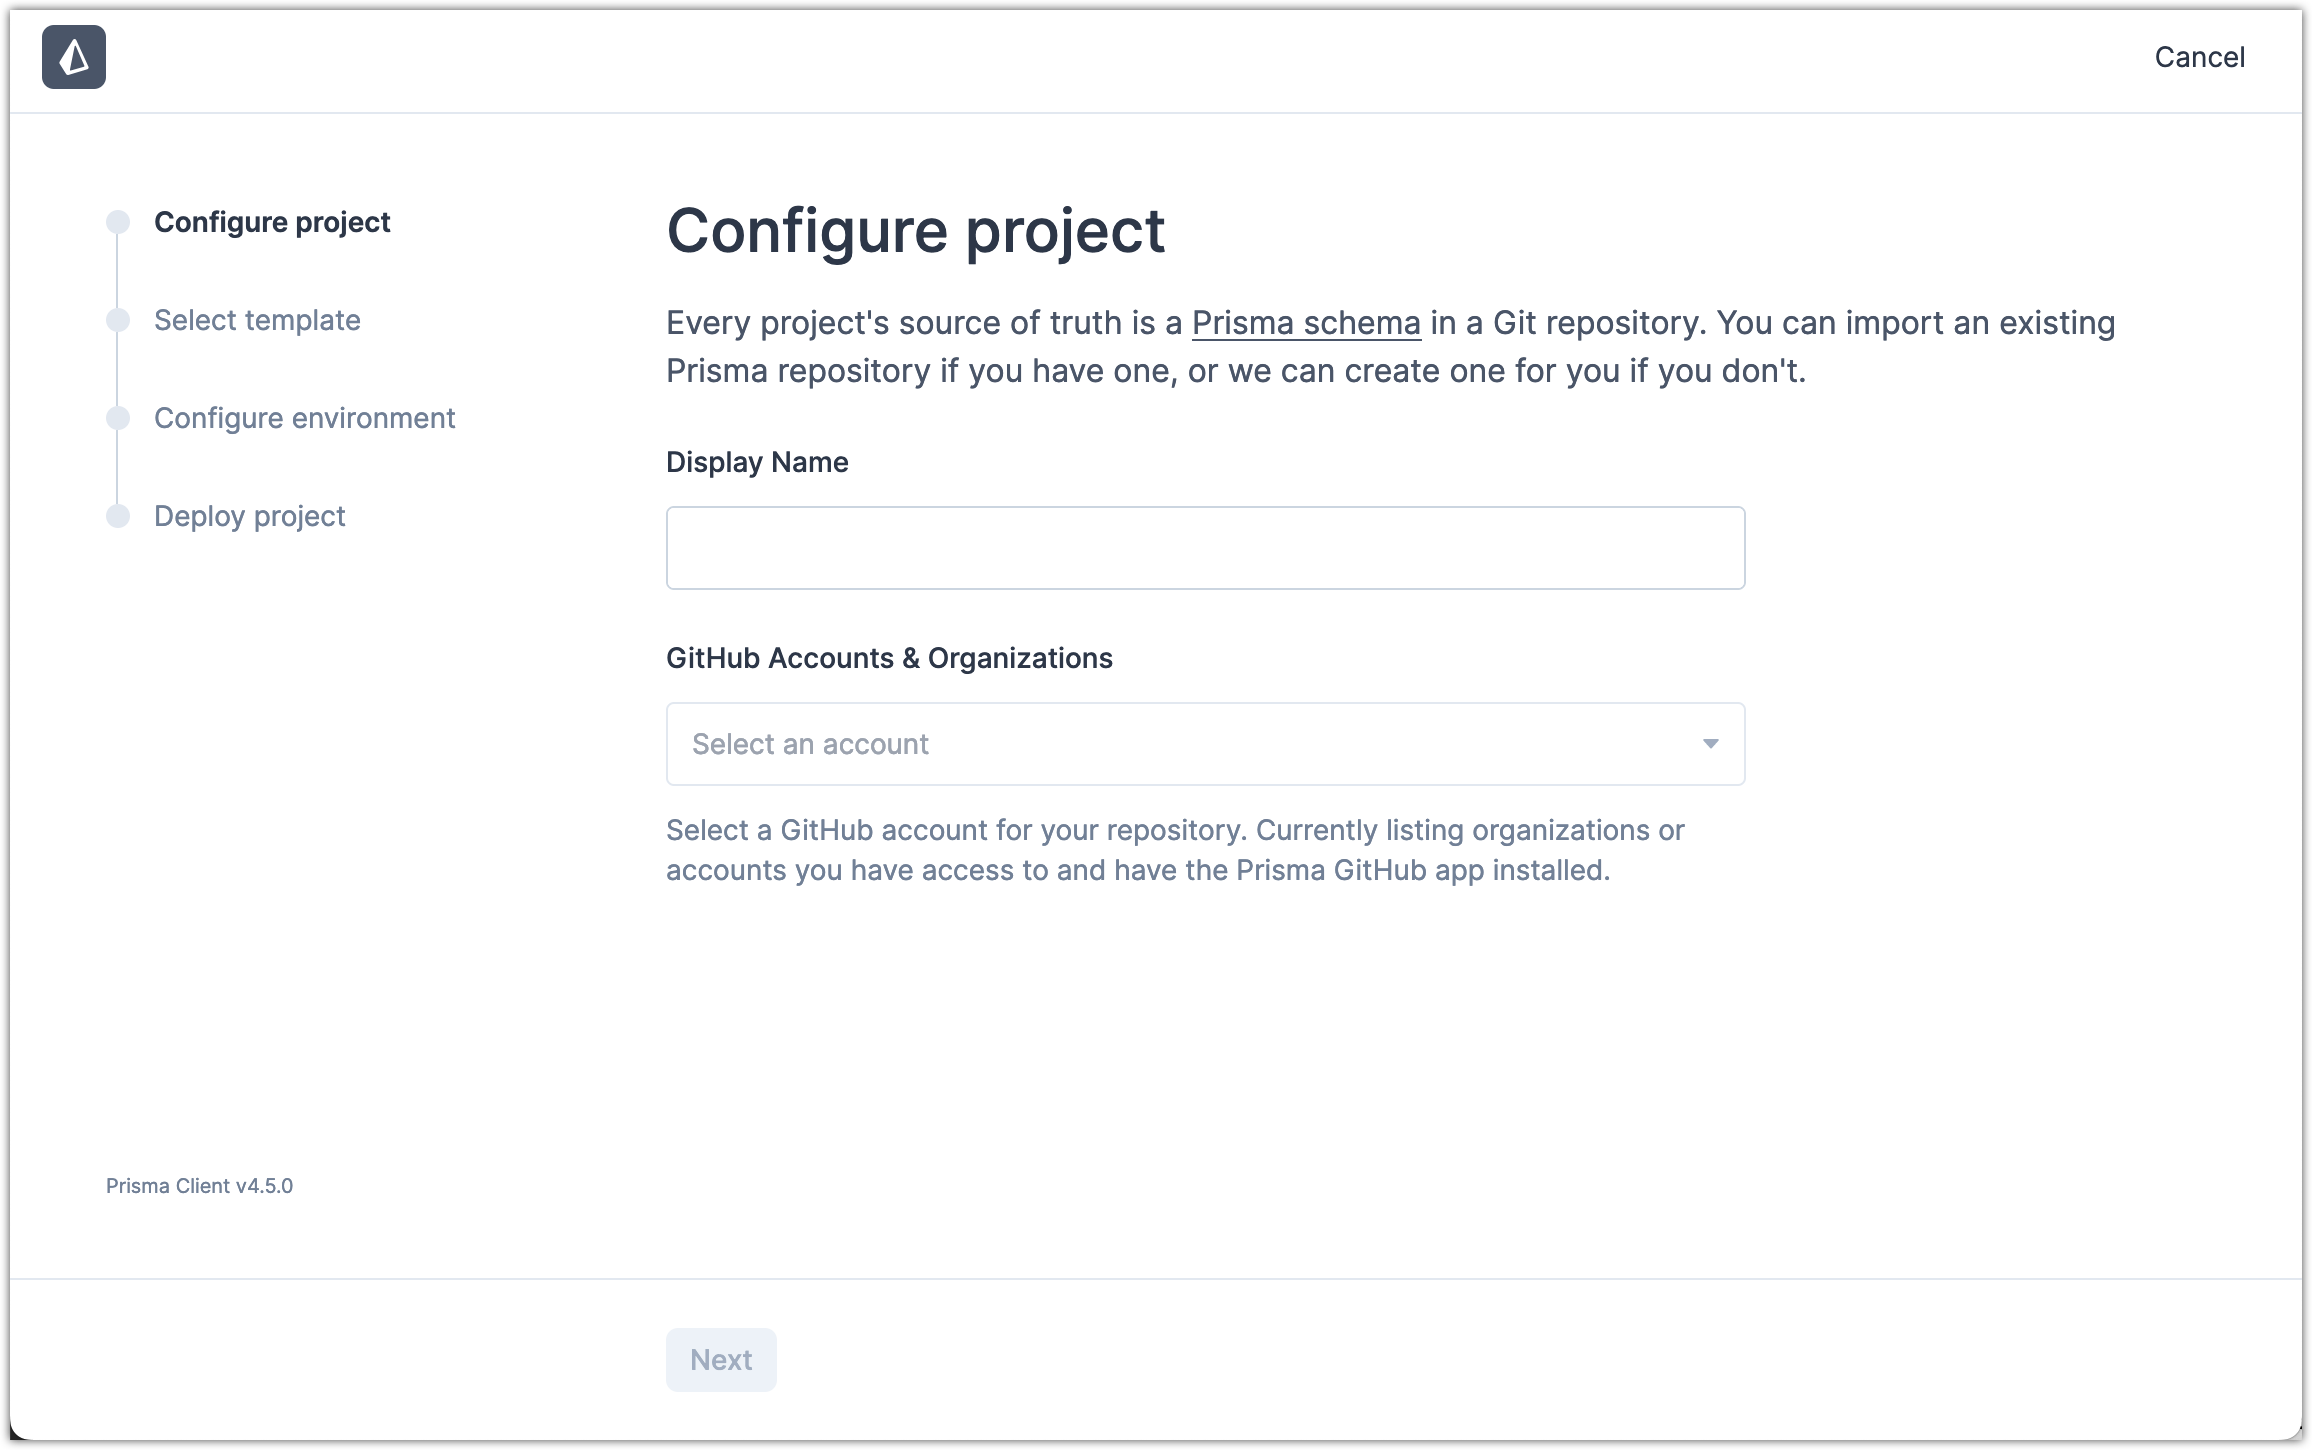 Cancel
Configure project
Select template
Configure environment
Deploy project
Configure project
Every project's source of truth is a Prisma schema in a Git repository. You can import an existing
Prisma repository if you have one, or we can create one for you if you don't.
Display Name
GitHub Accounts & Organizations
Select an account
Select a GitHub account for your repository. Currently listing organizations or
accounts you have access to and have the Prisma GitHub app installed.
Prisma Client v4.5.0
Next